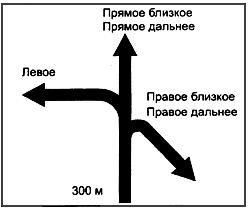 Прямое близкое
Прямое дальнее
Левое
Правое близкое
Правое дальнее
300 м